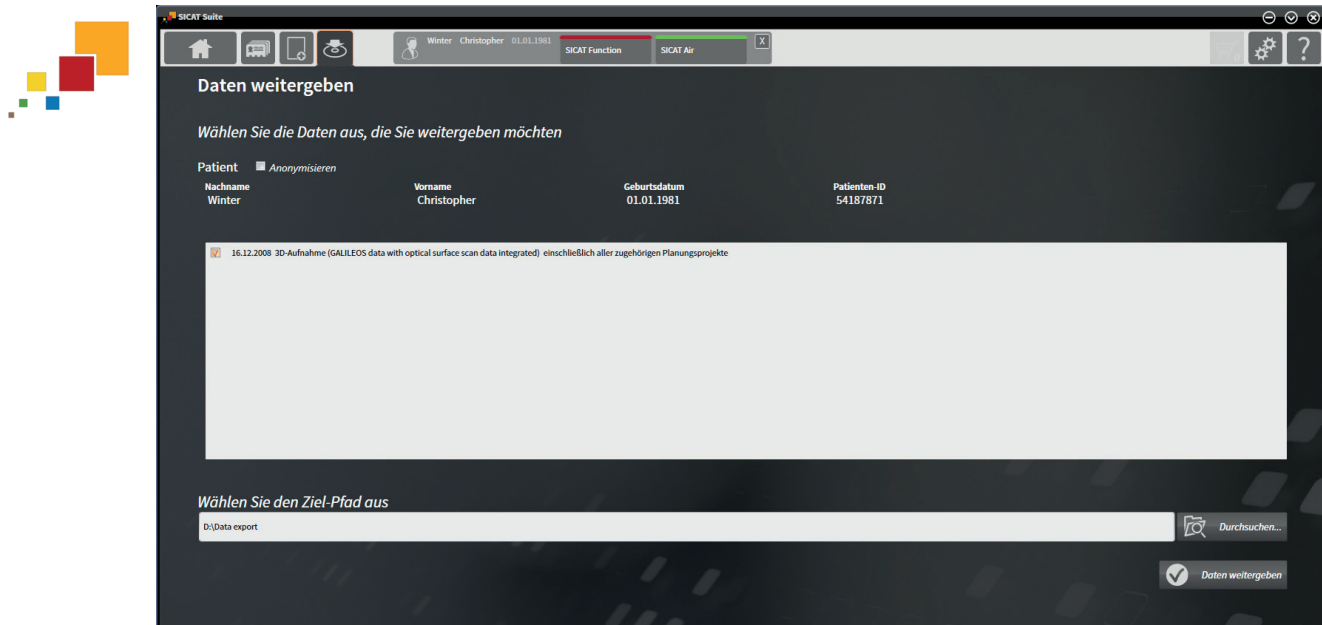 SICAT Suite
Winter Christopher 01.01.1981
SICAT Function
SICAT Air
X
?
Daten weitergeben
Wählen Sie die Daten aus, die Sie weitergeben möchten
Patient Anonymisieren
Nachname Vorname Geburtsdatum Patienten-ID
Winter Christopher 01.01.1981 54187871
16.12.2008 3D-Aufnahme (GALILEOS data with optical surface scan data integrated) einschließlich aller zugehörigen Planungsprojekte
Wählen Sie den Ziel-Pfad aus
D:\Data export
Durchsuchen...
Daten weitergeben